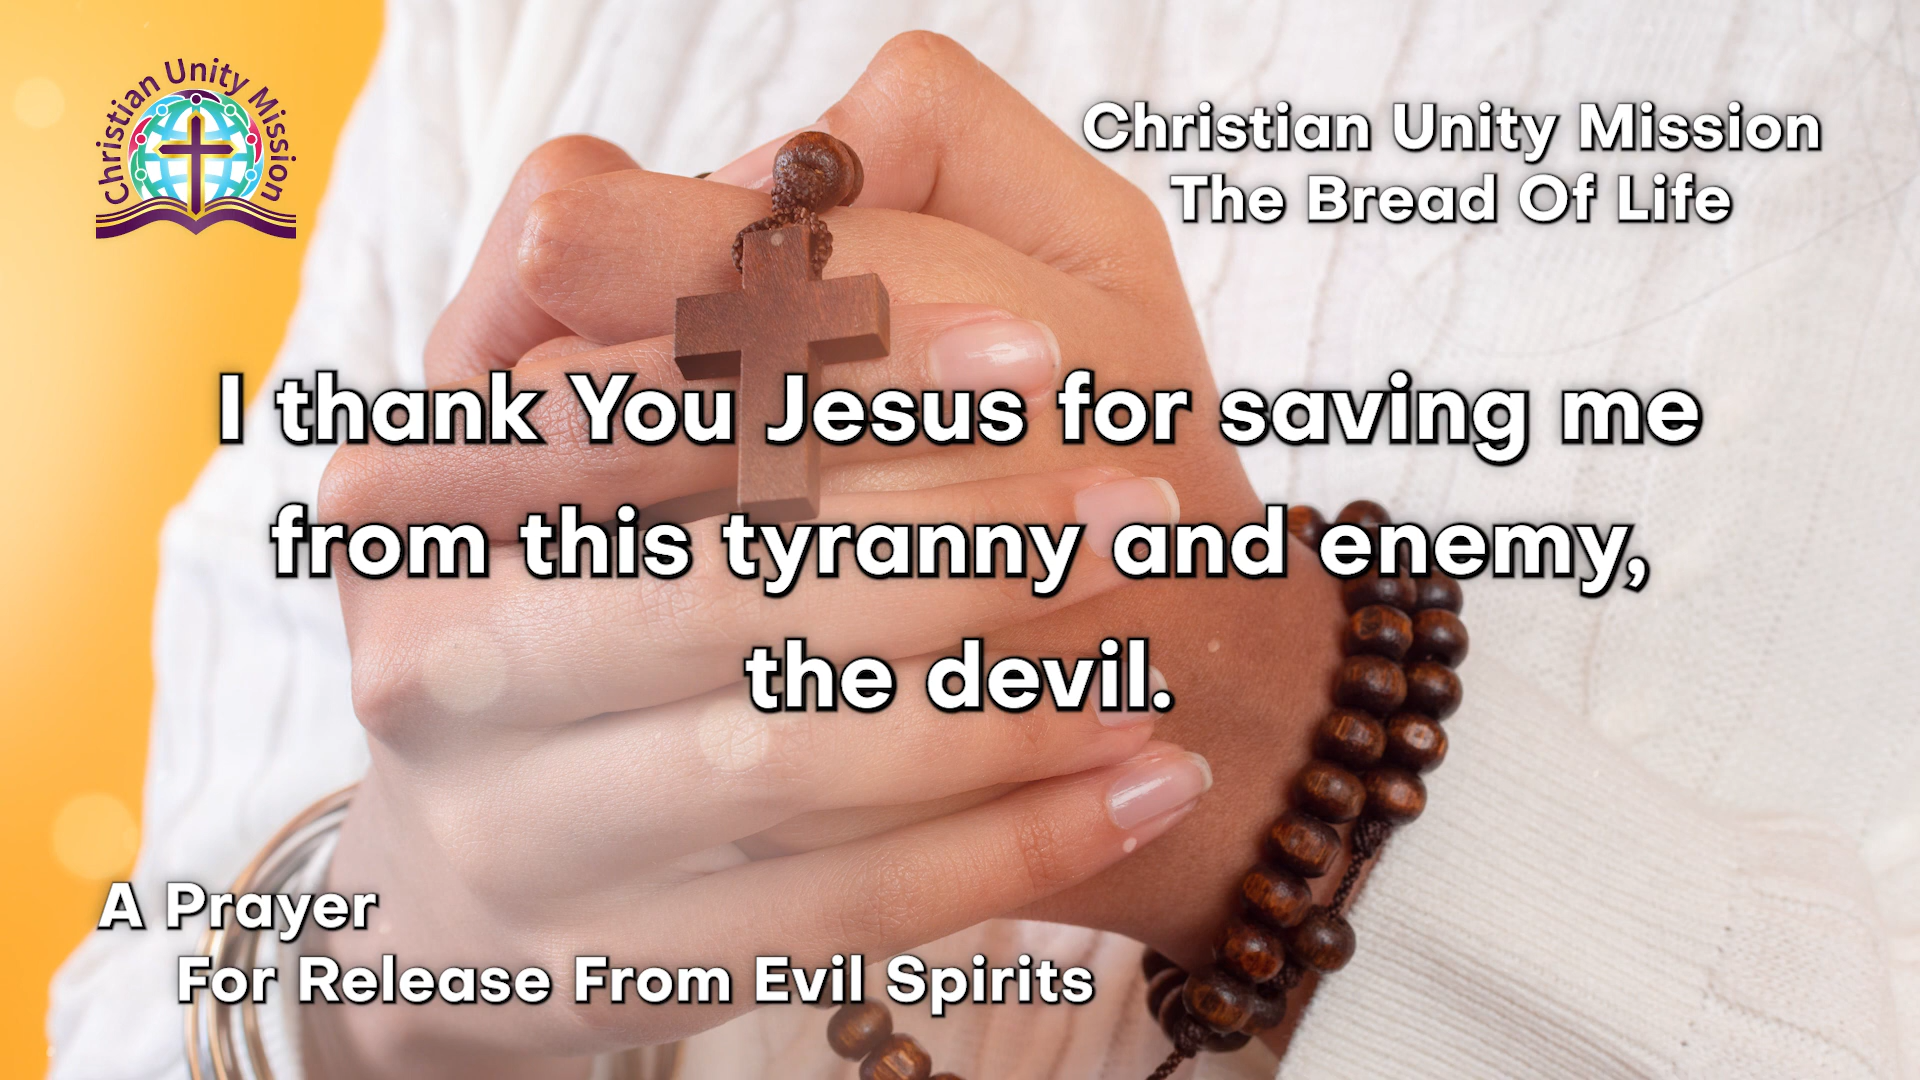 Christian Unity Mission
Christian Unity Mission
The Bread Of Life
I thank You Jesus for saving me
from this tyranny and enemy,
the devil.
A Prayer
For Release From Evil Spirits